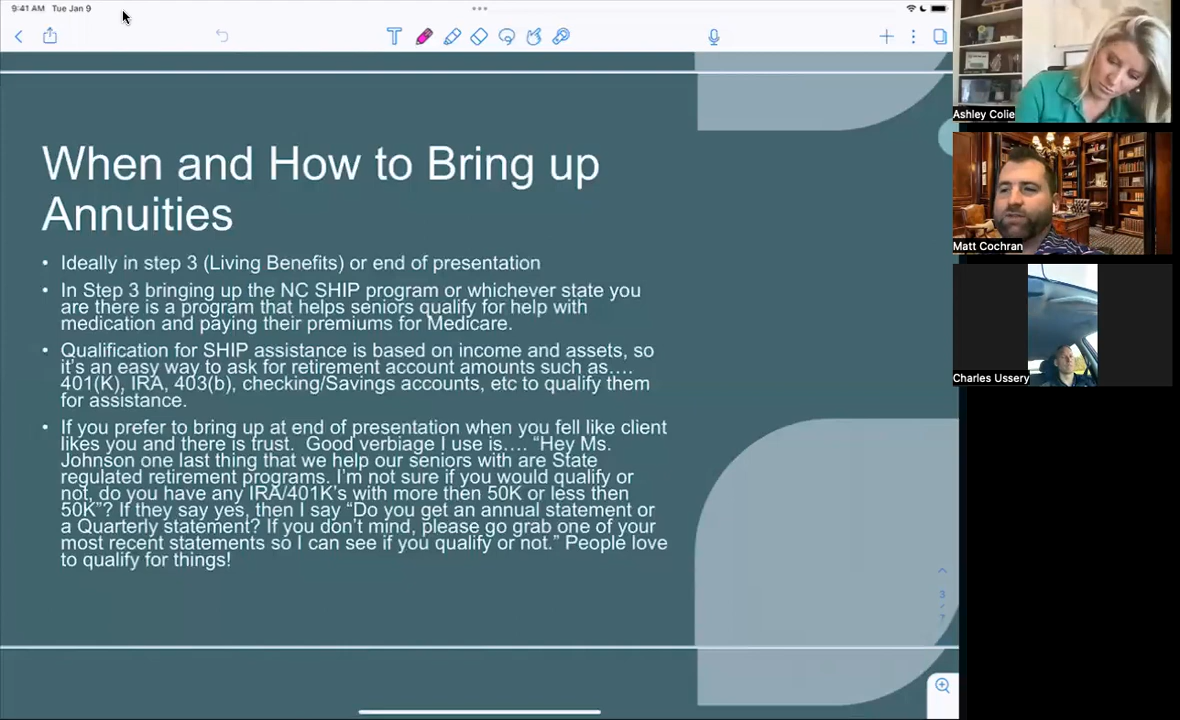 9:41 AM Tue Jan 9
When and How to Bring up
Annuities
• Ideally in step 3 (Living Benefits) or end of presentation
• In Step 3 bringing up the NC SHIP program or whichever state you
are there is a program that helps seniors qualify for help with
medication and paying their premiums for Medicare.
• Qualification for SHIP assistance is based on income and assets, so
it's an easy way to ask for retirement account amounts such as….
401(K), IRA, 403(b), checking/Savings accounts, etc to qualify them
for assistance.
• If you prefer to bring up at end of presentation when you fell like client
likes you and there is trust. Good verbiage I use is…. “Hey Ms.
Johnson one last thing that we help our seniors with are State
regulated retirement programs. I'm not sure if you would qualify or
not, do you have any IRA/401K's with more then 50K or less then
50K”? If they say yes, then I say “Do you get an annual statement or
a Quarterly statement? If you don't mind, please go grab one of your
most recent statements so I can see if you qualify or not.” People love
to qualify for things!
3
/
7
Ashley Colie
Matt Cochran
Charles Ussery